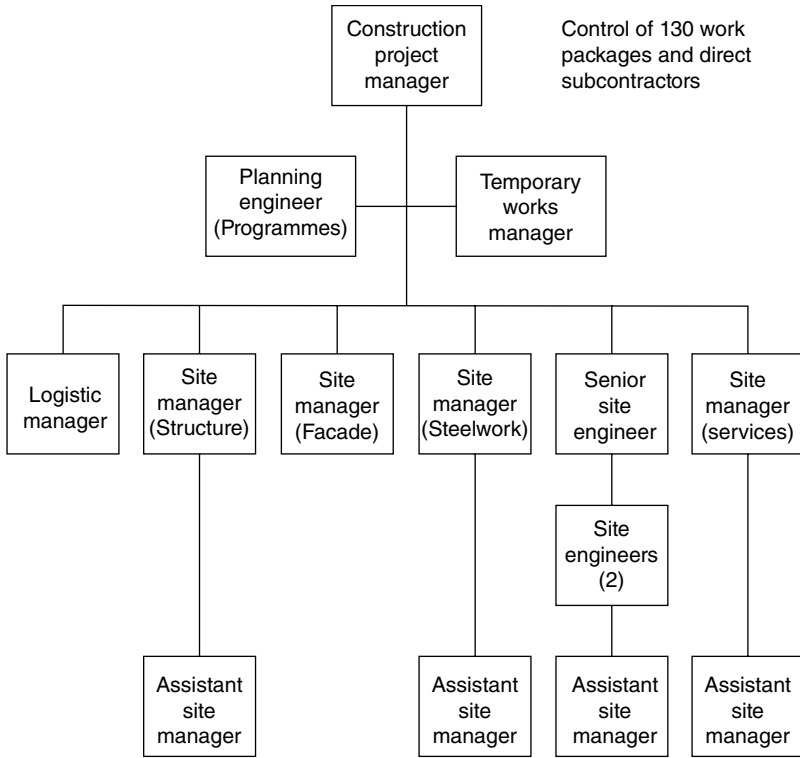 Construction
project
manager
Control of 130 work
packages and direct
subcontractors
Planning
engineer
(Programmes)
Temporary
works
manager
Logistic
manager
Site
manager
(Structure)
Site
manager
(Facade)
Site
manager
(Steelwork)
Senior
site
engineer
Site
manager
(services)
Site
engineers
(2)
Assistant
site
manager
Assistant
site
manager
Assistant
site
manager
Assistant
site
manager